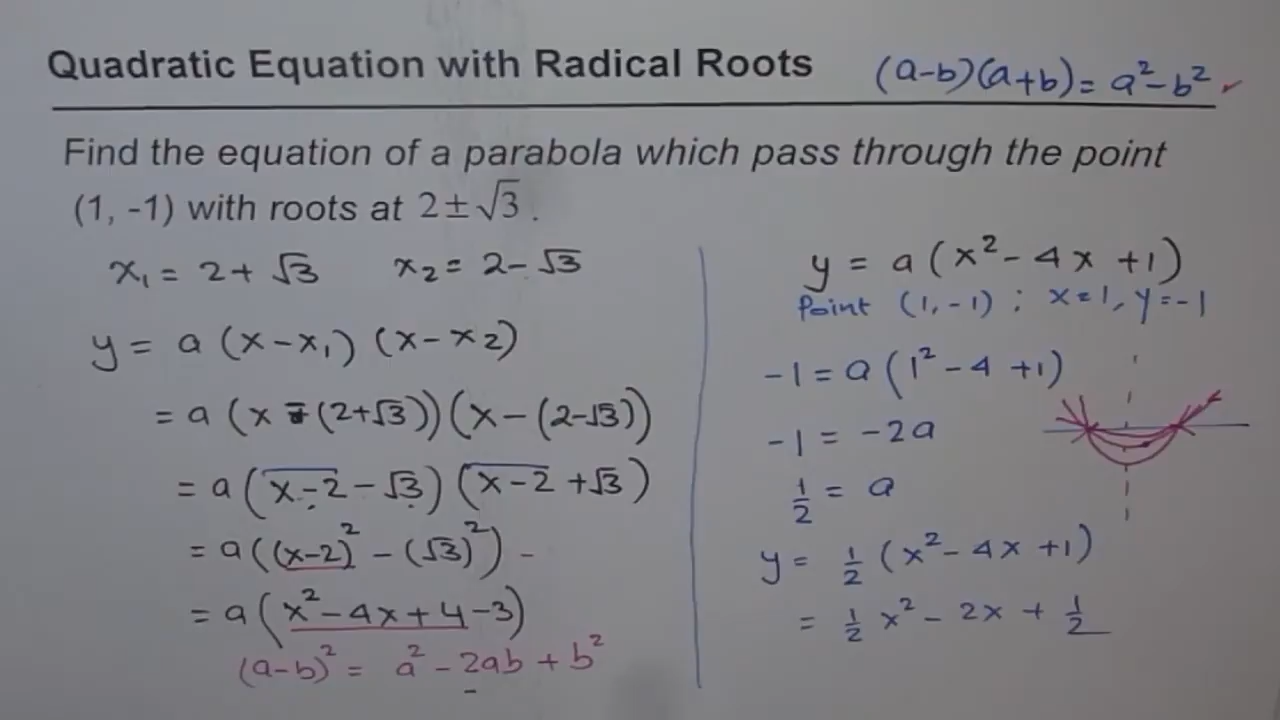 Quadratic Equation with Radical Roots (a-b)(a+b) = a²-b² ✓
Find the equation of a parabola which pass through the point
(1, -1) with roots at 2 ± √3 .
x₁ = 2 + √3 x₂ = 2 - √3
y = a (x-x₁) (x-x₂)
= a (x - (2+√3)) (x - (2-√3))
= a (x-2 - √3) (x-2 + √3)
= a ((x-2)² - (√3)²) -
= a (x² - 4x + 4 - 3)
(a-b)² = a² - 2ab + b²
y = a (x² - 4x + 1)
Point (1, -1) ; x = 1, y = -1
-1 = a (1² - 4 + 1)
-1 = -2a
1/2 = a
y = 1/2 (x² - 4x + 1)
= 1/2 x² - 2x + 1/2